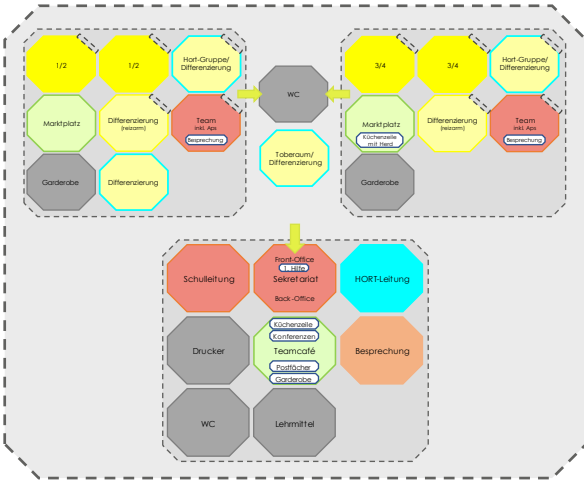 1/2
1/2
Hort-Gruppe/
Differenzierung
Marktplatz
Differenzierung
(reizarm)
Team
inkl. Aps
Besprechung
Garderobe
Differenzierung
WC
Toberaum/
Differenzierung
3/4
3/4
Hort-Gruppe/
Differenzierung
Marktplatz
Küchenzeile
mit Herd
Differenzierung
(reizarm)
Team
inkl. Aps
Besprechung
Garderobe
Schulleitung
Front-Office
1. Hilfe
Sekretariat
Back-Office
HORT-Leitung
Drucker
Küchenzeile
Konferenzen
Teamcafé
Postfächer
Garderobe
Besprechung
WC
Lehrmittel